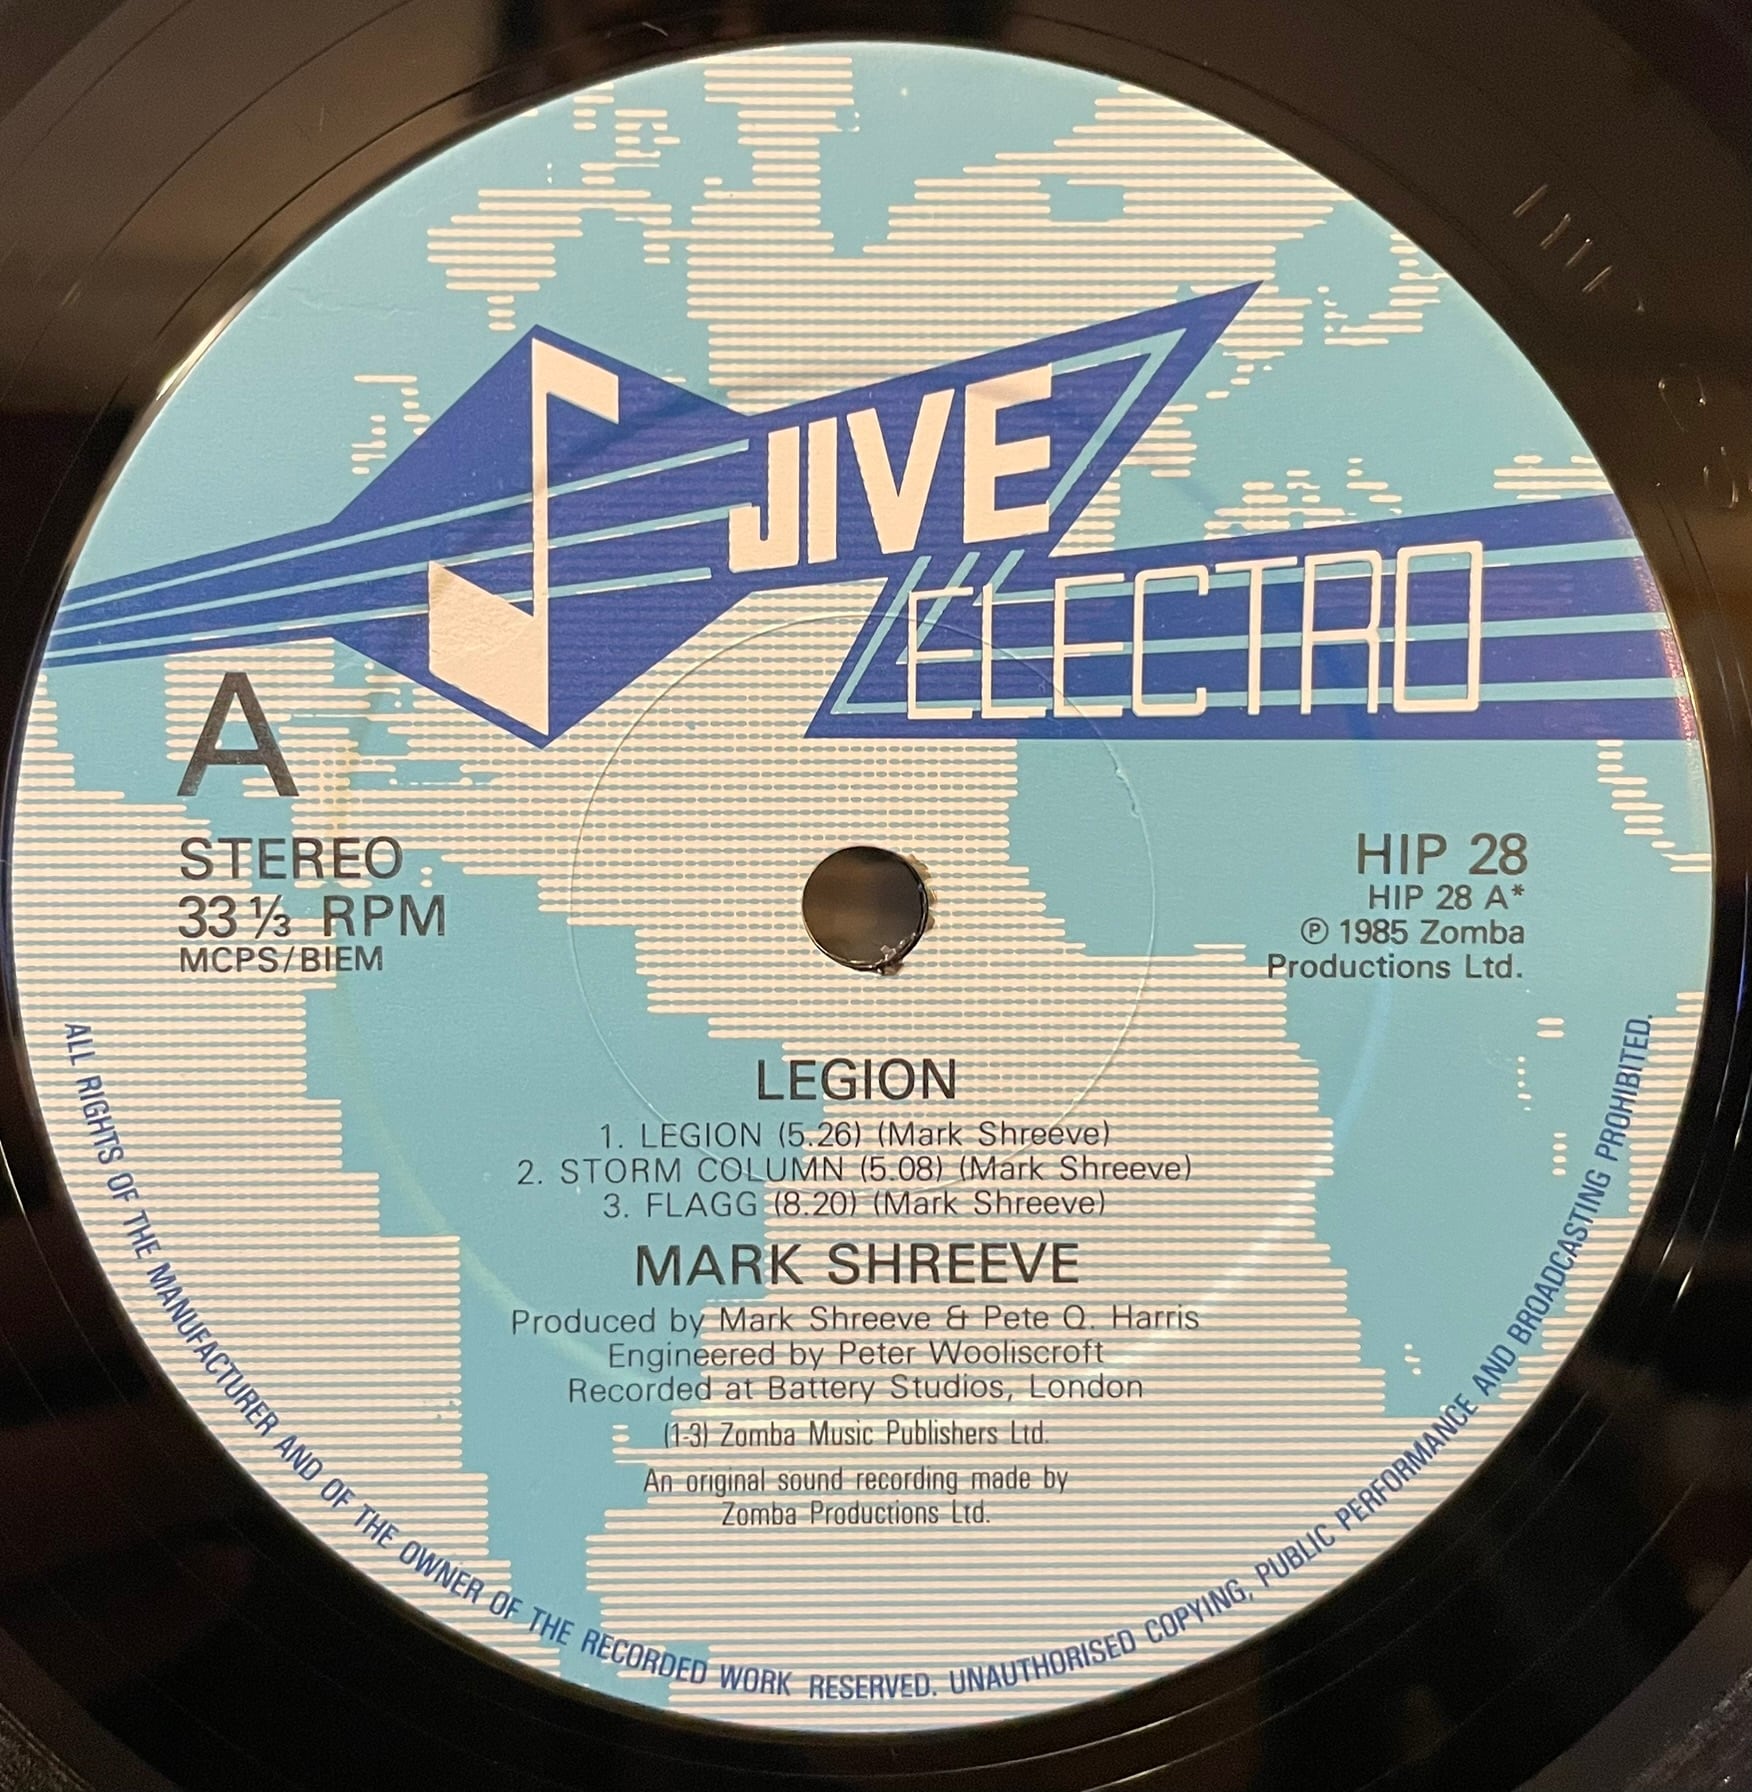 JIVE
ELECTRO
A
STEREO
33 ⅓ RPM
MCPS/BIEM
HIP 28
HIP 28 A*
℗ 1985 Zomba
Productions Ltd.
LEGION
1. LEGION (5.26) (Mark Shreeve)
2. STORM COLUMN (5.08) (Mark Shreeve)
3. FLAGG (8.20) (Mark Shreeve)
MARK SHREEVE
Produced by Mark Shreeve & Pete Q. Harris
Engineered by Peter Wooliscroft
Recorded at Battery Studios, London
(1-3) Zomba Music Publishers Ltd.
An original sound recording made by
Zomba Productions Ltd.
ALL RIGHTS OF THE MANUFACTURER AND OF THE OWNER OF THE RECORDED WORK RESERVED. UNAUTHORISED COPYING, PUBLIC PERFORMANCE AND BROADCASTING PROHIBITED.